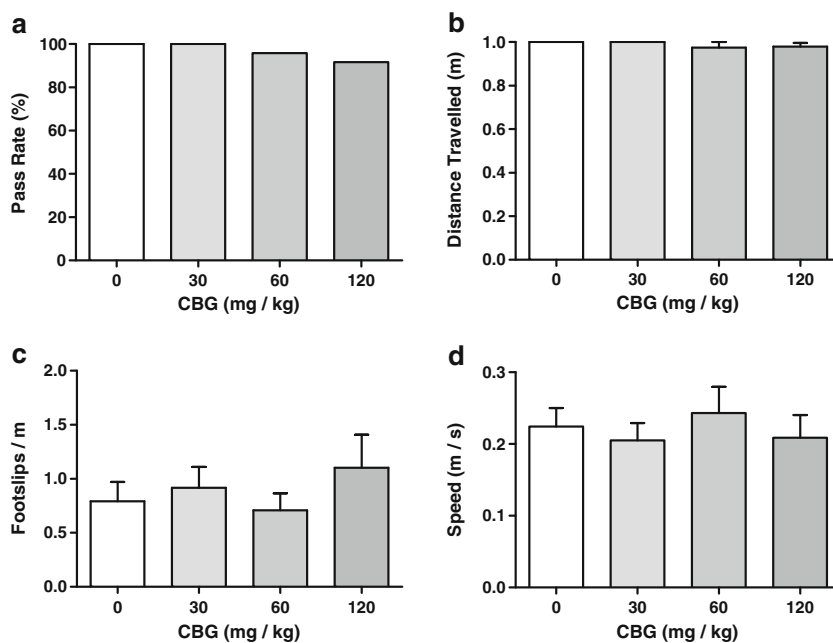 a
Pass Rate (%)
100
80
60
40
20
0
0 30 60 120
CBG (mg / kg)
b
Distance Travelled (m)
1.0
0.8
0.6
0.4
0.2
0.0
0 30 60 120
CBG (mg / kg)
c
Footslips / m
2.0
1.5
1.0
0.5
0.0
0 30 60 120
CBG (mg / kg)
d
Speed (m / s)
0.3
0.2
0.1
0.0
0 30 60 120
CBG (mg / kg)